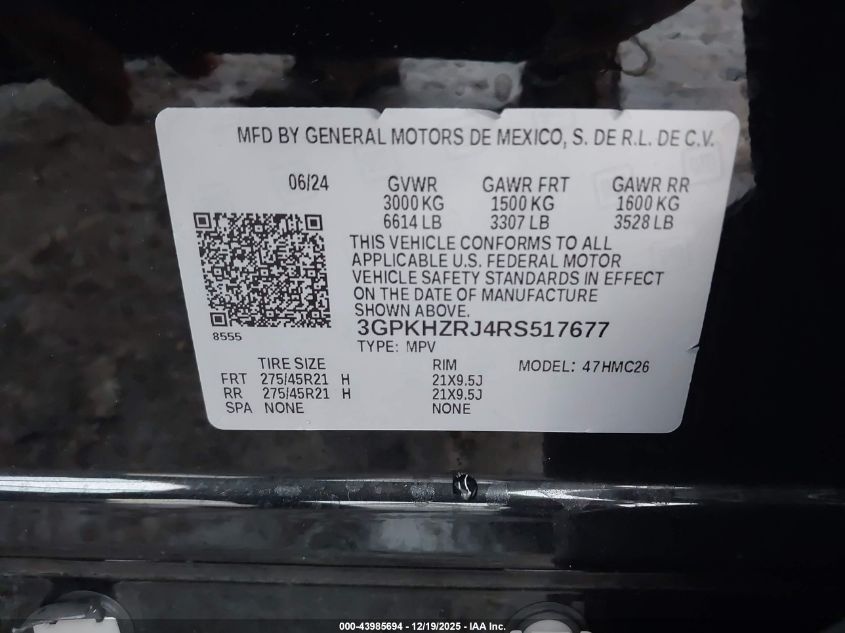 MFD BY GENERAL MOTORS DE MEXICO, S. DE R.L. DE C.V.
06/24 GVWR GAWR FRT GAWR RR
3000 KG 1500 KG 1600 KG
6614 LB 3307 LB 3528 LB
THIS VEHICLE CONFORMS TO ALL
APPLICABLE U.S. FEDERAL MOTOR
VEHICLE SAFETY STANDARDS IN EFFECT
ON THE DATE OF MANUFACTURE
SHOWN ABOVE.
3GPKHZRJ4RS517677
8555
TYPE: MPV
TIRE SIZE RIM MODEL: 47HMC26
FRT 275/45R21 H 21X9.5J
RR 275/45R21 H 21X9.5J
SPA NONE NONE
000-43985694 - 12/19/2025 - IAA Inc.